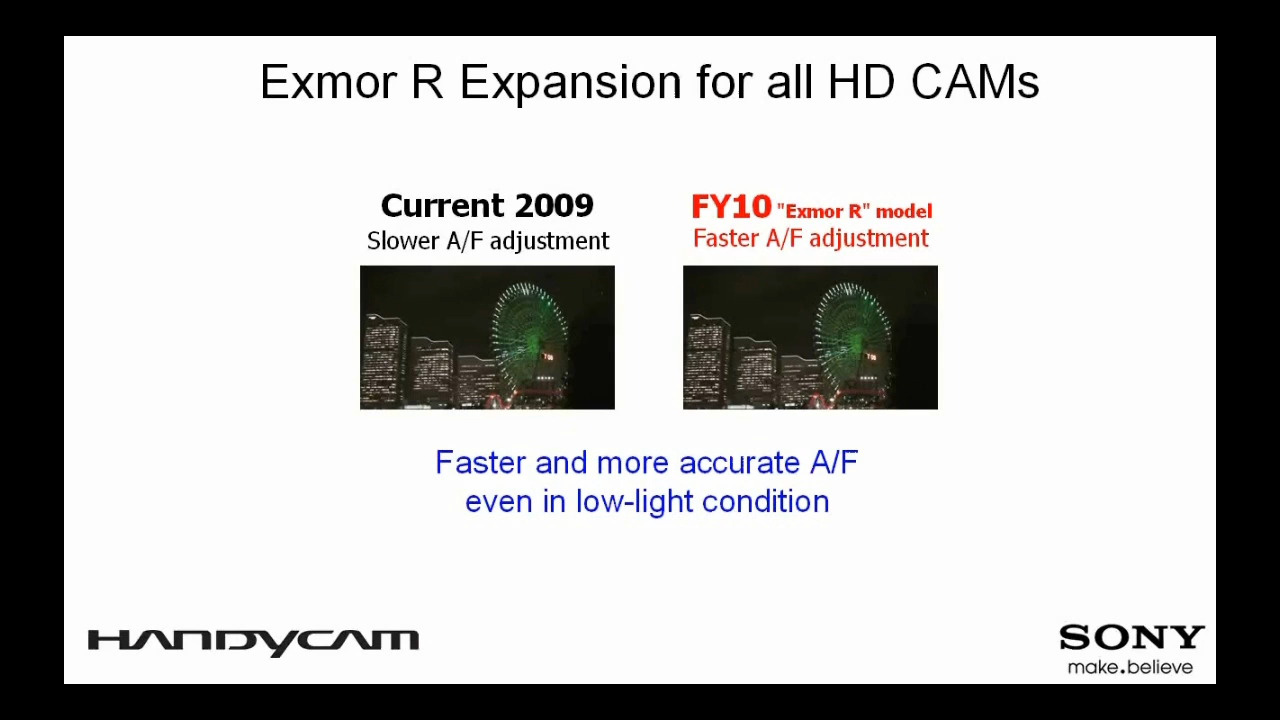 Exmor R Expansion for all HD CAMs
Current 2009
Slower A/F adjustment
FY10 "Exmor R" model
Faster A/F adjustment
Faster and more accurate A/F
even in low-light condition
HANDYCAM
SONY
make.believe